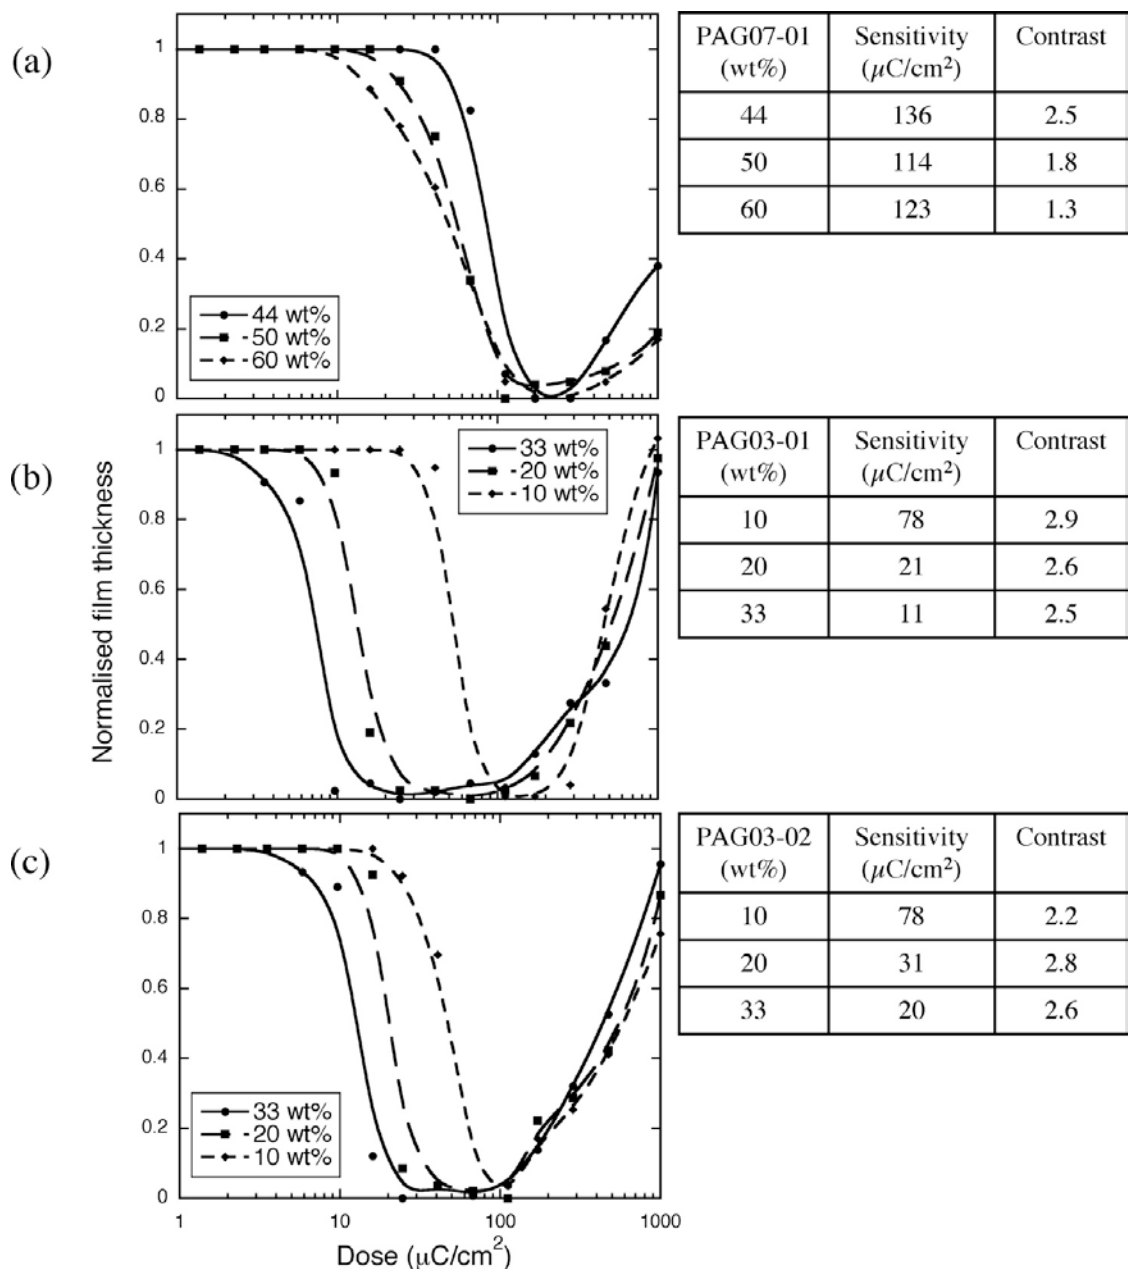 (a)
1
0.8
0.6
0.4
0.2
0
44 wt%
50 wt%
60 wt%
PAG07-01 (wt%) Sensitivity (μC/cm²) Contrast
44 136 2.5
50 114 1.8
60 123 1.3
(b)
Normalised film thickness
1
0.8
0.6
0.4
0.2
0
33 wt%
20 wt%
10 wt%
PAG03-01 (wt%) Sensitivity (μC/cm²) Contrast
10 78 2.9
20 21 2.6
33 11 2.5
(c)
1
0.8
0.6
0.4
0.2
0
33 wt%
20 wt%
10 wt%
1 10 100 1000
Dose (μC/cm²)
PAG03-02 (wt%) Sensitivity (μC/cm²) Contrast
10 78 2.2
20 31 2.8
33 20 2.6